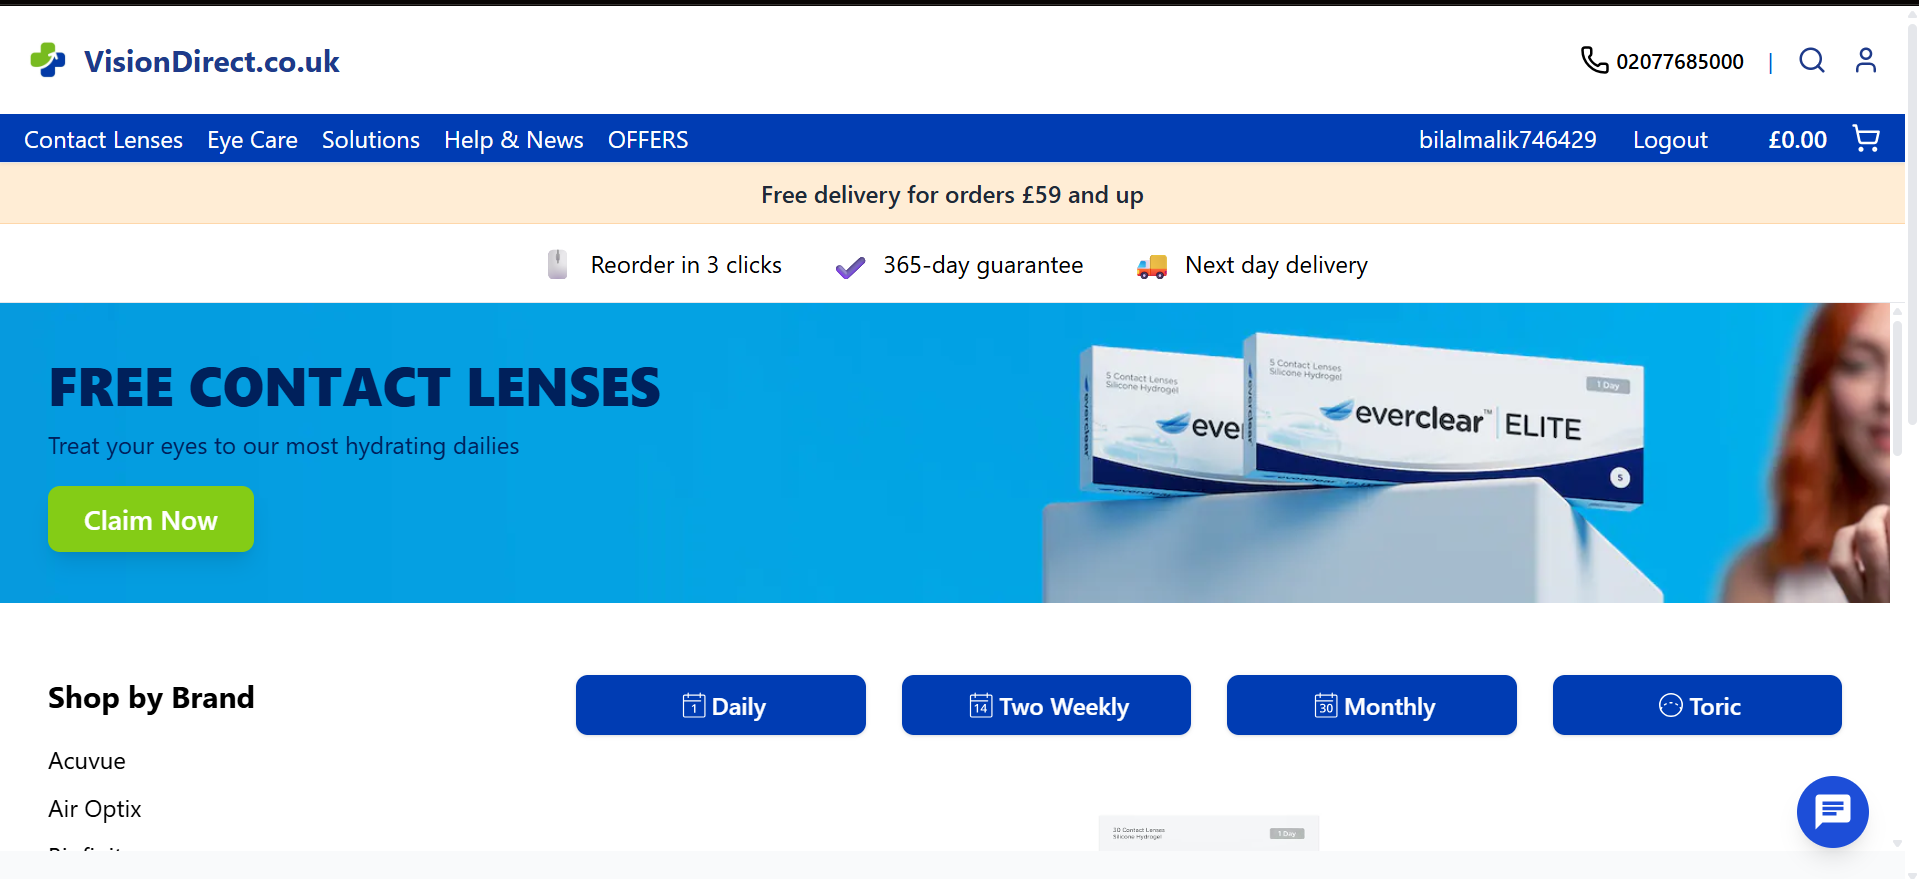 VisionDirect.co.uk
02077685000 |
Contact Lenses Eye Care Solutions Help & News OFFERS bilalmalik746429 Logout £0.00
Free delivery for orders £59 and up
Reorder in 3 clicks 365-day guarantee Next day delivery
FREE CONTACT LENSES
Treat your eyes to our most hydrating dailies
Claim Now
5 Contact Lenses
Silicone Hydrogel
everclear
eve
5 Contact Lenses
Silicone Hydrogel
1 Day
everclear
everclear™ ELITE
5
everclear
Shop by Brand
1 Daily
14 Two Weekly
30 Monthly
Toric
Acuvue
Air Optix
30 Contact Lenses
Silicone Hydrogel
1 Day